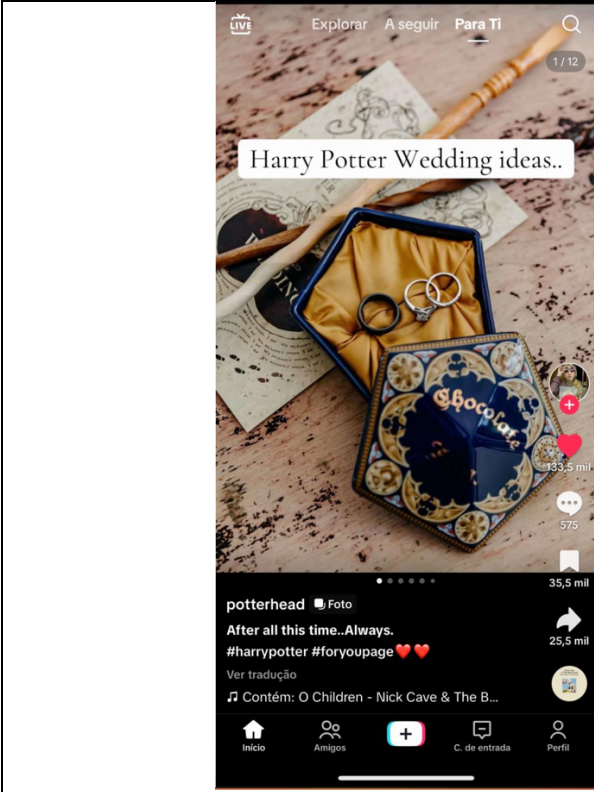 LIVE
Explorar A seguir Para Ti
1 / 12
Harry Potter Wedding ideas..
Chocolate
133,5 mil
575
35,5 mil
potterhead Foto
After all this time..Always.
25,5 mil
#harrypotter #foryoupage❤️❤️
Ver tradução
Contém: O Children - Nick Cave & The B...
Início Amigos C. de entrada Perfil